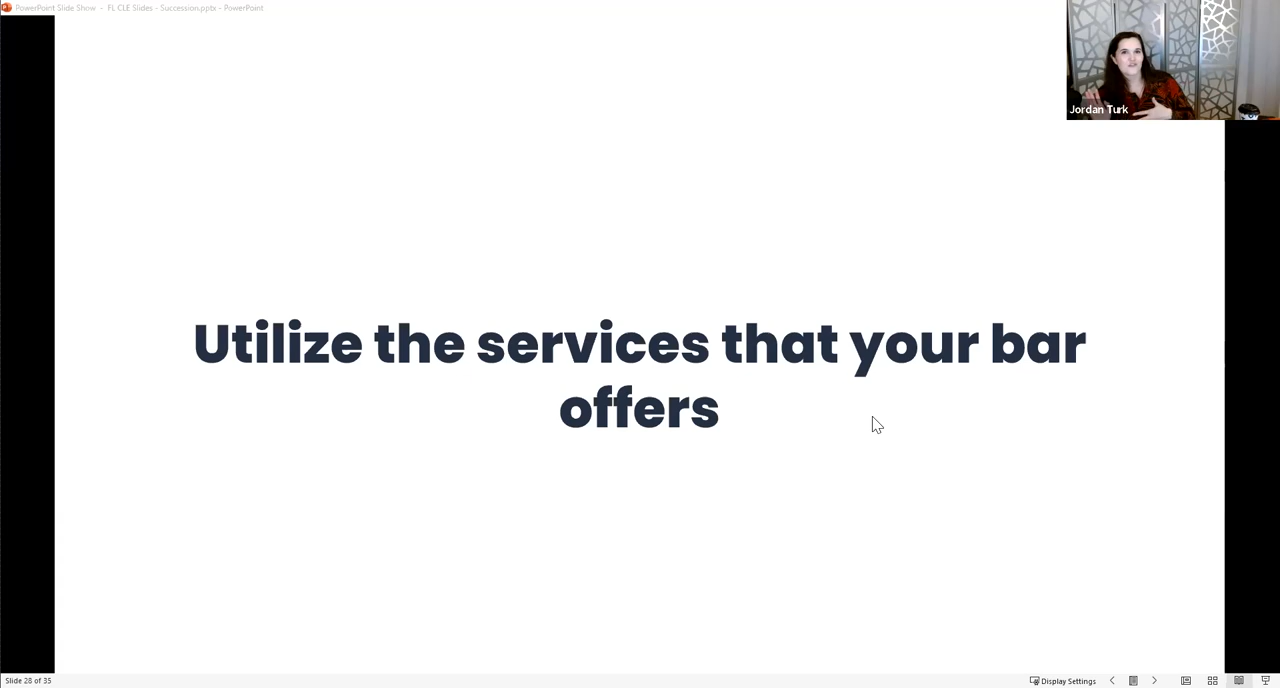 PowerPoint Slide Show - FL CLE Slides - Succession.pptx - PowerPoint
Jordan Turk
Utilize the services that your bar
offers
Slide 28 of 35
Display Settings